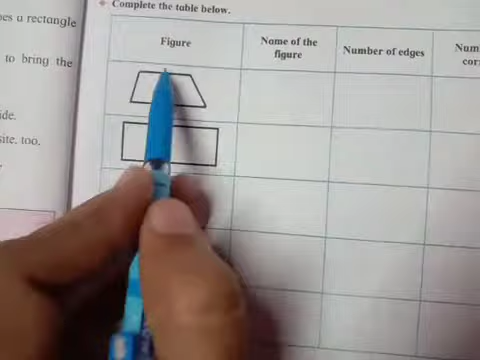 es a rectangle
to bring the
ide.
site, too.
Complete the table below.
Figure
Name of the
figure
Number of edges